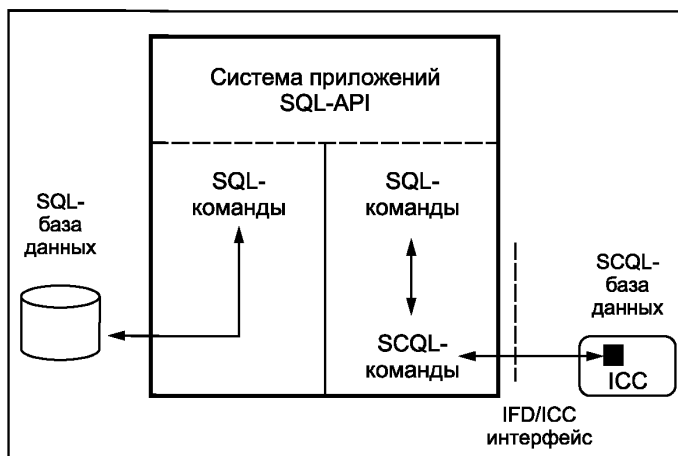 Система приложений
SQL-API
SQL-
база
данных
SQL-
команды
SQL-
команды
SCQL-
команды
SCQL-
база
данных
ICC
IFD/ICC
интерфейс